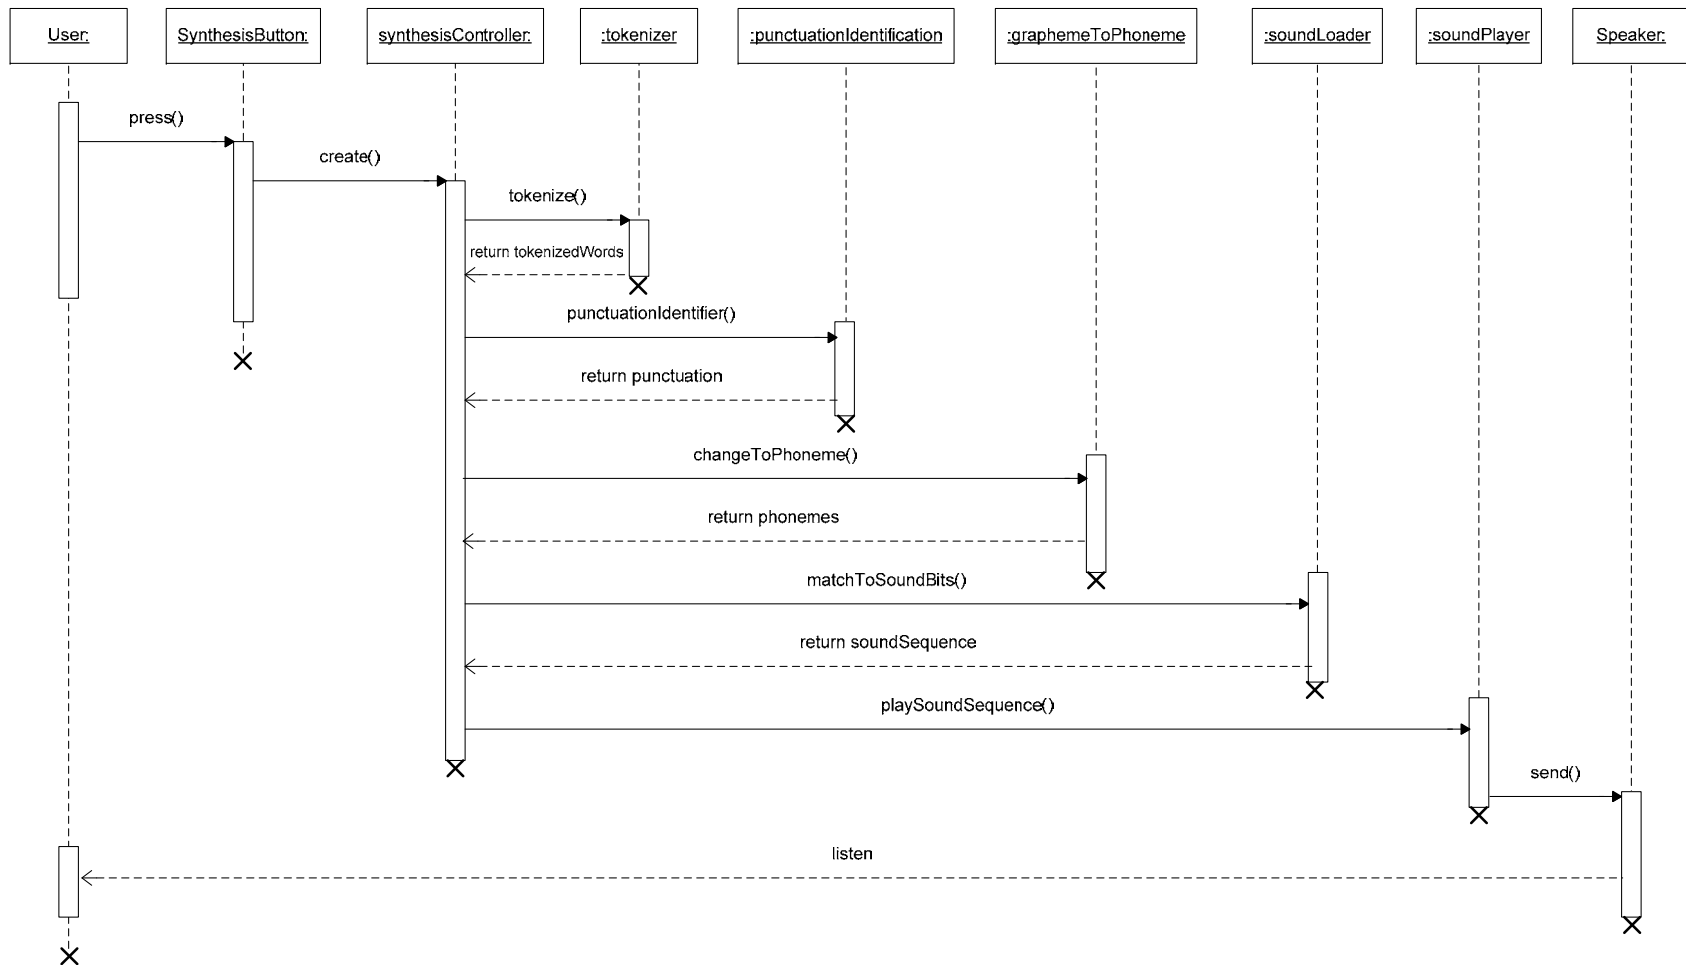 User:
SynthesisButton:
synthesisController:
:tokenizer
:punctuationIdentification
:graphemeToPhoneme
:soundLoader
:soundPlayer
Speaker:
press()
create()
tokenize()
return tokenizedWords
punctuationIdentifier()
return punctuation
changeToPhoneme()
return phonemes
matchToSoundBits()
return soundSequence
playSoundSequence()
send()
listen